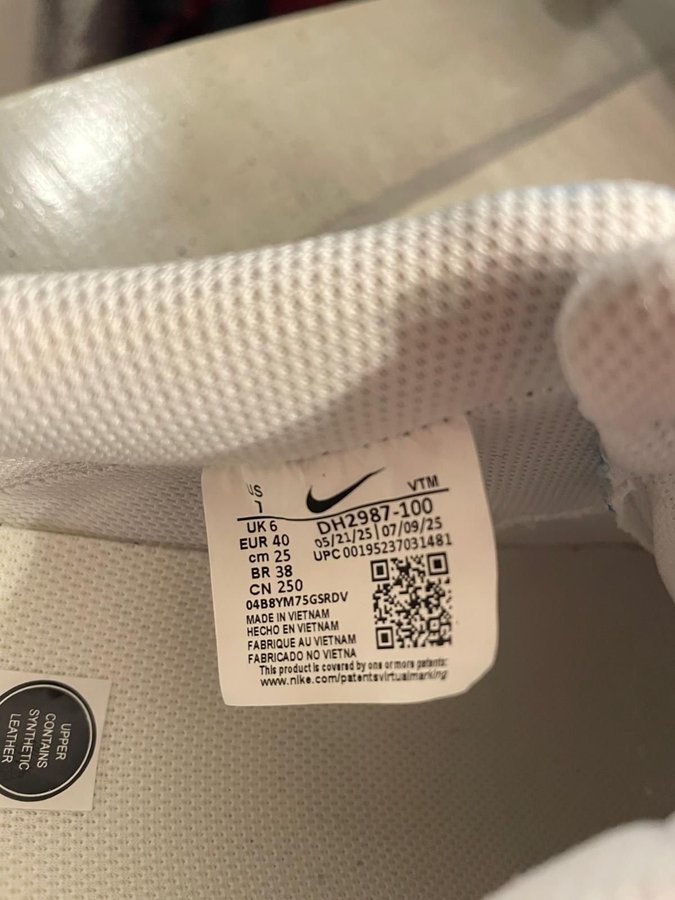 US
7
VTM
UK 6
EUR 40
cm 25
BR 38
CN 250
DH2987-100
05/21/25 | 07/09/25
UPC 00195237031481
04B8YM75GSRDV
MADE IN VIETNAM
HECHO EN VIETNAM
FABRIQUE AU VIETNAM
FABRICADO NO VIETNA
This product is covered by one or more patents:
www.nike.com/patentsvirtualmarking
UPPER
CONTAINS
SYNTHETIC
LEATHER